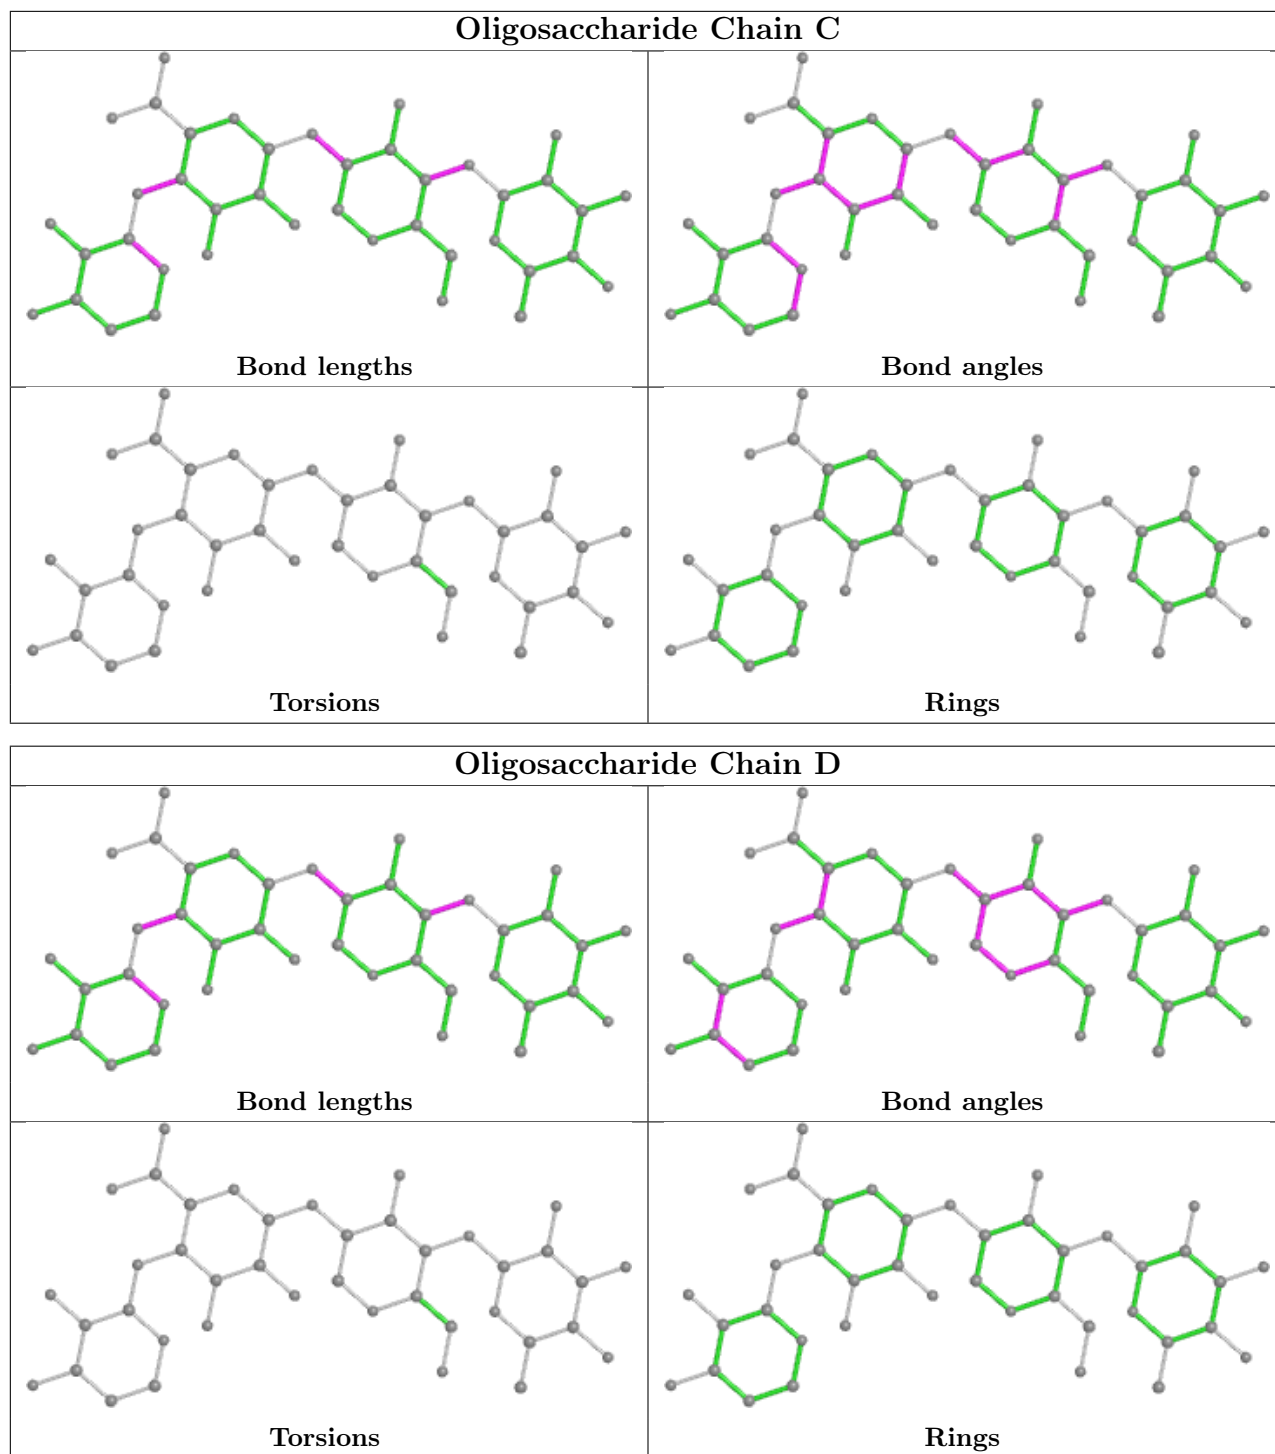 Oligosaccharide Chain C
Bond lengths
Bond angles
Torsions
Rings
Oligosaccharide Chain D
Bond lengths
Bond angles
Torsions
Rings